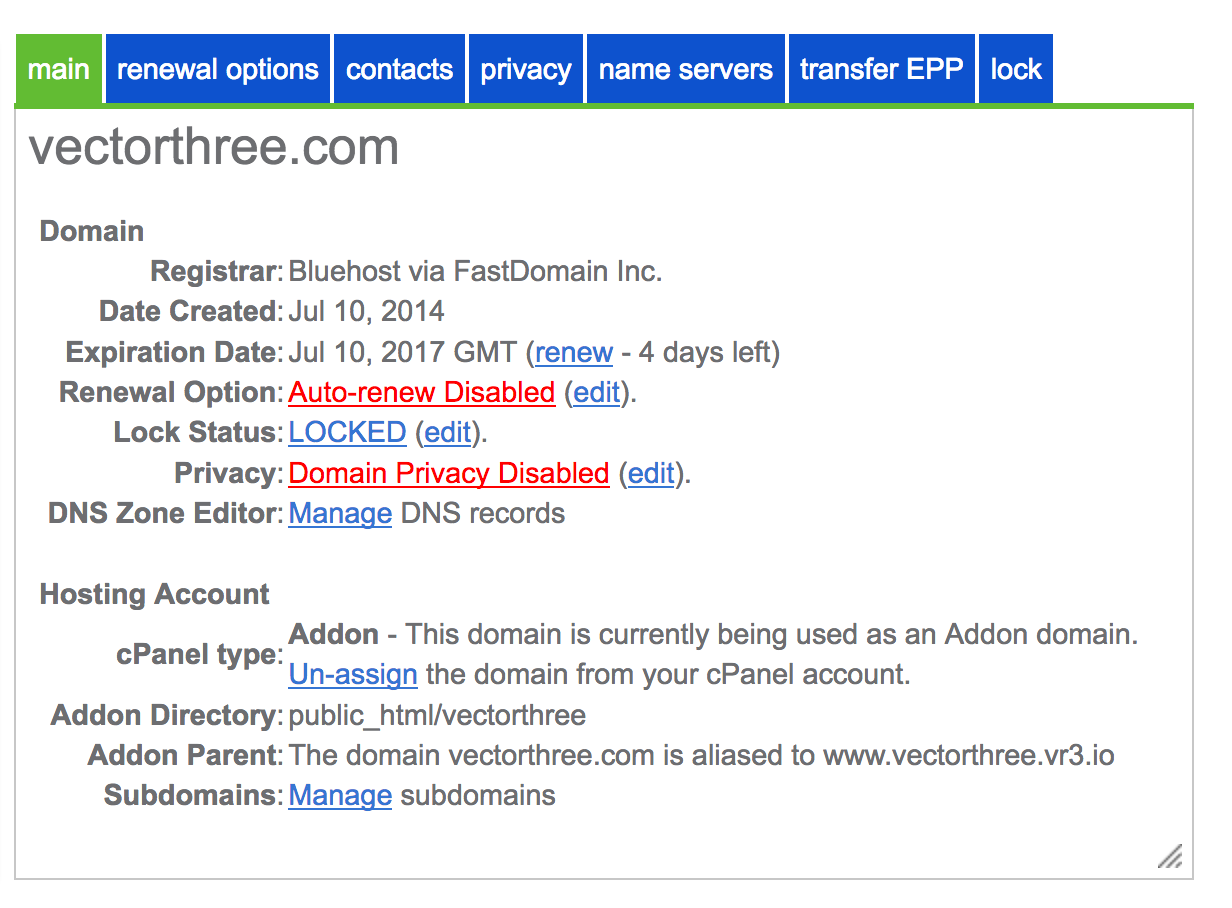 main renewal options contacts privacy name servers transfer EPP lock
vectorthree.com
Domain
Registrar: Bluehost via FastDomain Inc.
Date Created: Jul 10, 2014
Expiration Date: Jul 10, 2017 GMT (renew - 4 days left)
Renewal Option: Auto-renew Disabled (edit).
Lock Status: LOCKED (edit).
Privacy: Domain Privacy Disabled (edit).
DNS Zone Editor: Manage DNS records
Hosting Account
cPanel type: Addon - This domain is currently being used as an Addon domain.
Un-assign the domain from your cPanel account.
Addon Directory: public_html/vectorthree
Addon Parent: The domain vectorthree.com is aliased to www.vectorthree.vr3.io
Subdomains: Manage subdomains